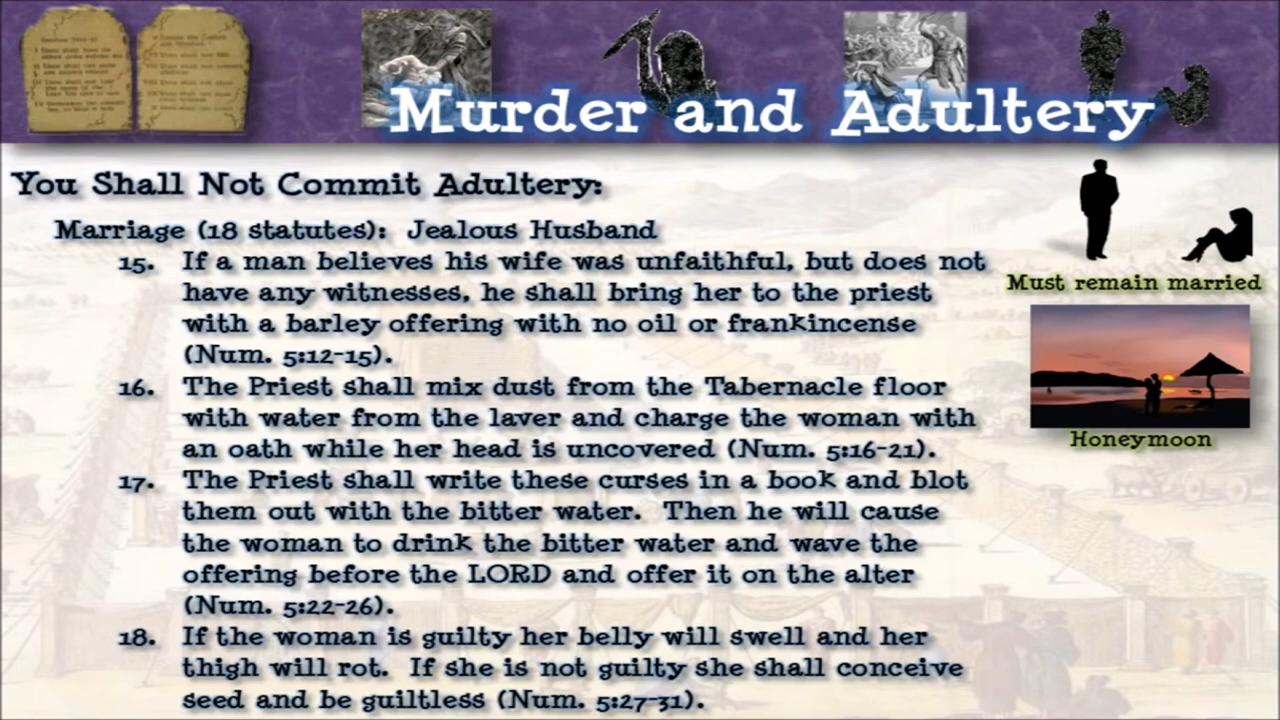 Murder and Adultery
You Shall Not Commit Adultery:
Marriage (18 statutes): Jealous Husband
15. If a man believes his wife was unfaithful, but does not
have any witnesses, he shall bring her to the priest
with a barley offering with no oil or frankincense
(Num. 5:12-15).
16. The Priest shall mix dust from the Tabernacle floor
with water from the laver and charge the woman with
an oath while her head is uncovered (Num. 5:16-21).
17. The Priest shall write these curses in a book and blot
them out with the bitter water. Then he will cause
the woman to drink the bitter water and wave the
offering before the LORD and offer it on the alter
(Num. 5:22-26).
18. If the woman is guilty her belly will swell and her
thigh will rot. If she is not guilty she shall conceive
seed and be guiltless (Num. 5:27-31).
Must remain married
Honeymoon